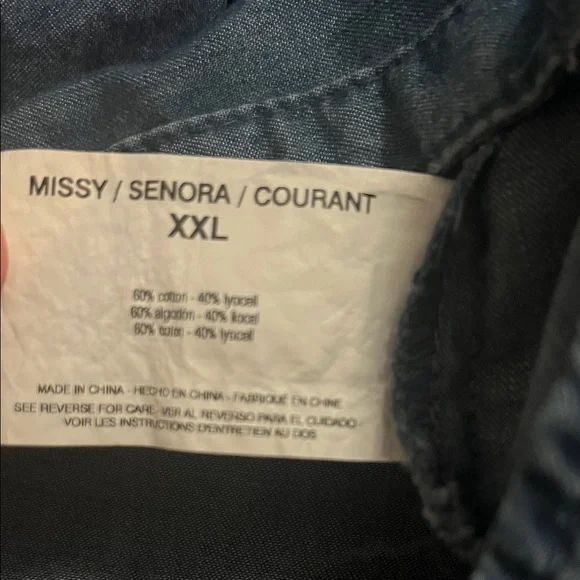 MISSY / SENORA / COURANT
XXL
60% cotton - 40% lyocell
60% algodon - 40% liocel
60% coton - 40% lyocell
MADE IN CHINA - HECHO EN CHINA - FABRIQUÉ EN CHINE
SEE REVERSE FOR CARE - VER AL REVERSO PARA EL CUIDADO -
VOIR LES INSTRUCTIONS D'ENTRETIEN AU DOS